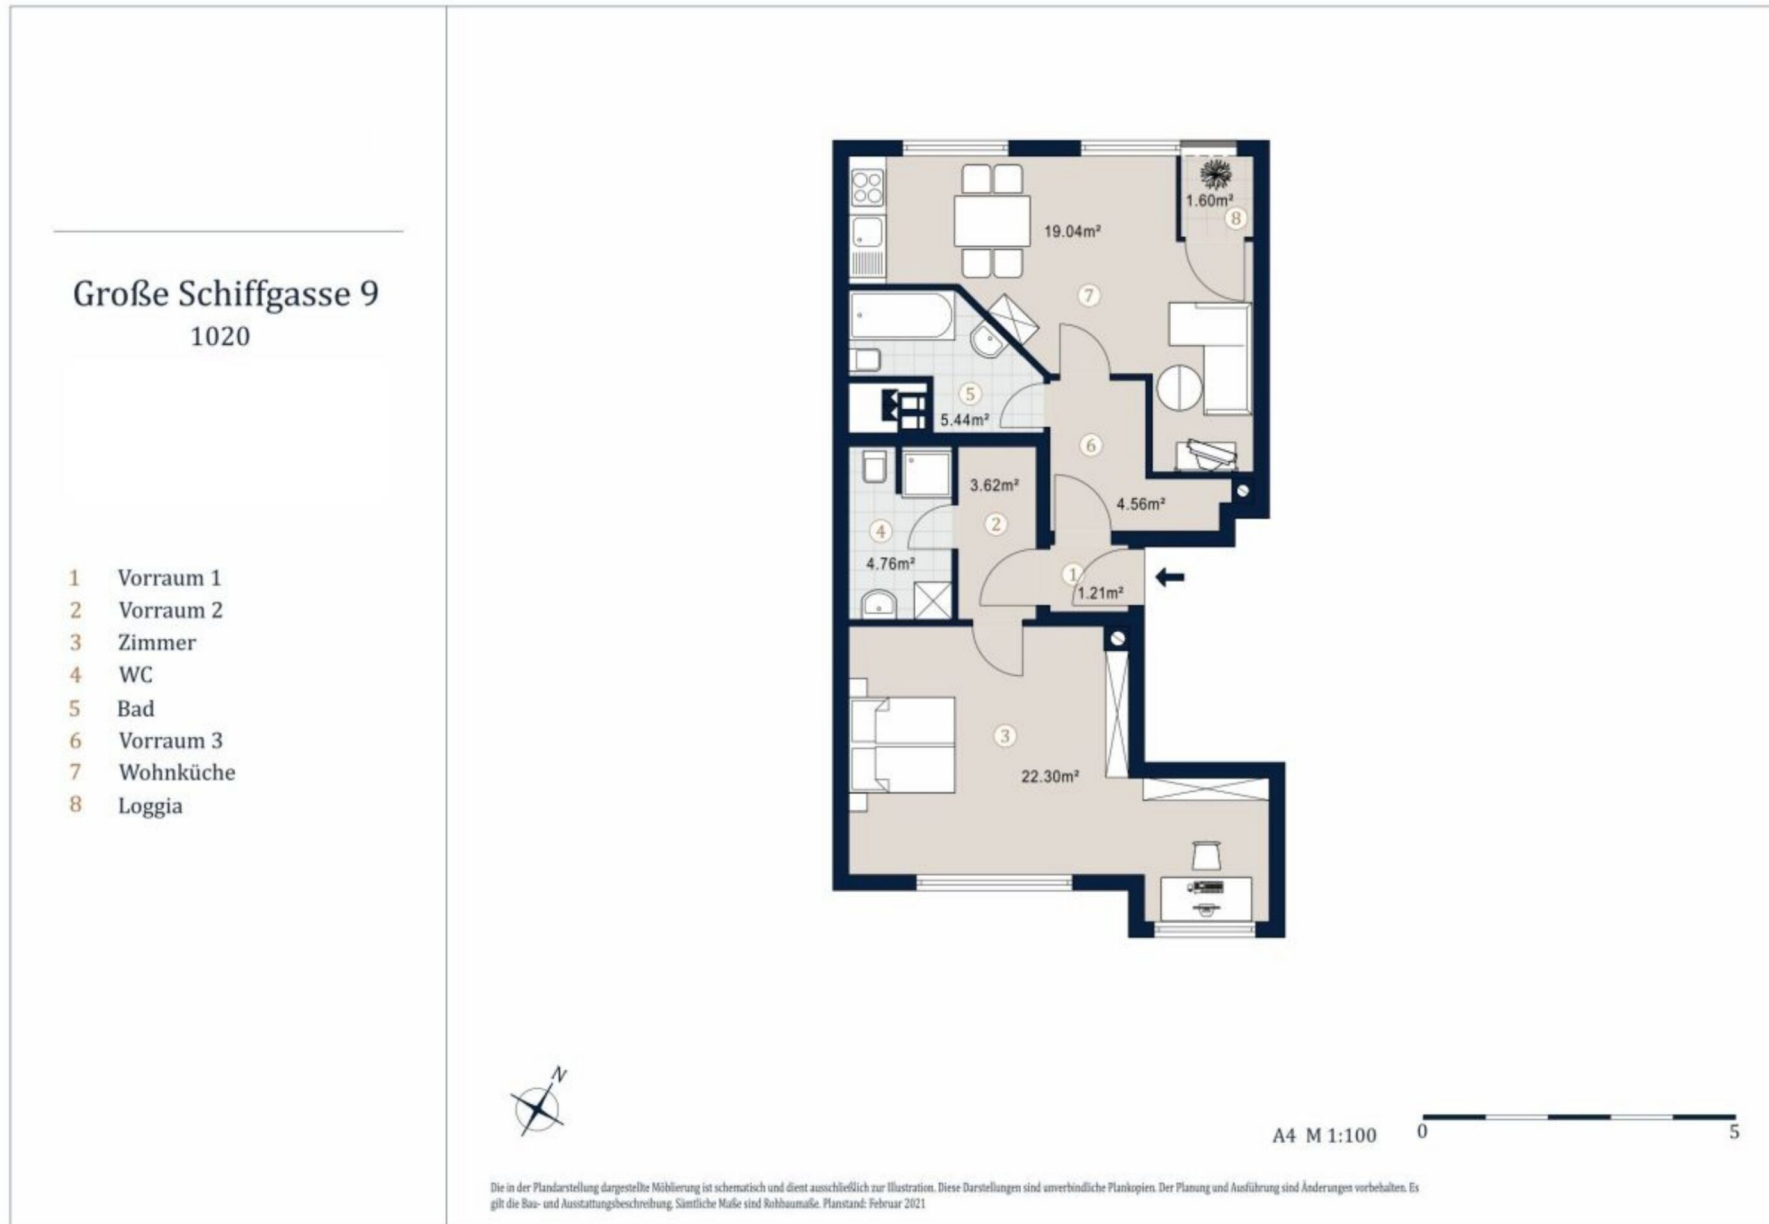 Große Schiffgasse 9
1020
1 Vorraum 1
2 Vorraum 2
3 Zimmer
4 WC
5 Bad
6 Vorraum 3
7 Wohnküche
8 Loggia
1.60m²
8
19.04m²
7
5
5.44m²
6
3.62m²
4.56m²
2
4
4.76m²
1
1.21m²
3
22.30m²
N
A4 M 1:100
0 5
Die in der Plandarstellung dargestellte Möblierung ist schematisch und dient ausschließlich zur Illustration. Diese Darstellungen sind unverbindliche Plankopien. Der Planung und Ausführung sind Änderungen vorbehalten. Es
gilt die Bau- und Ausstattungsbeschreibung. Sämtliche Maße sind Rohbaumaße. Planstand: Februar 2021